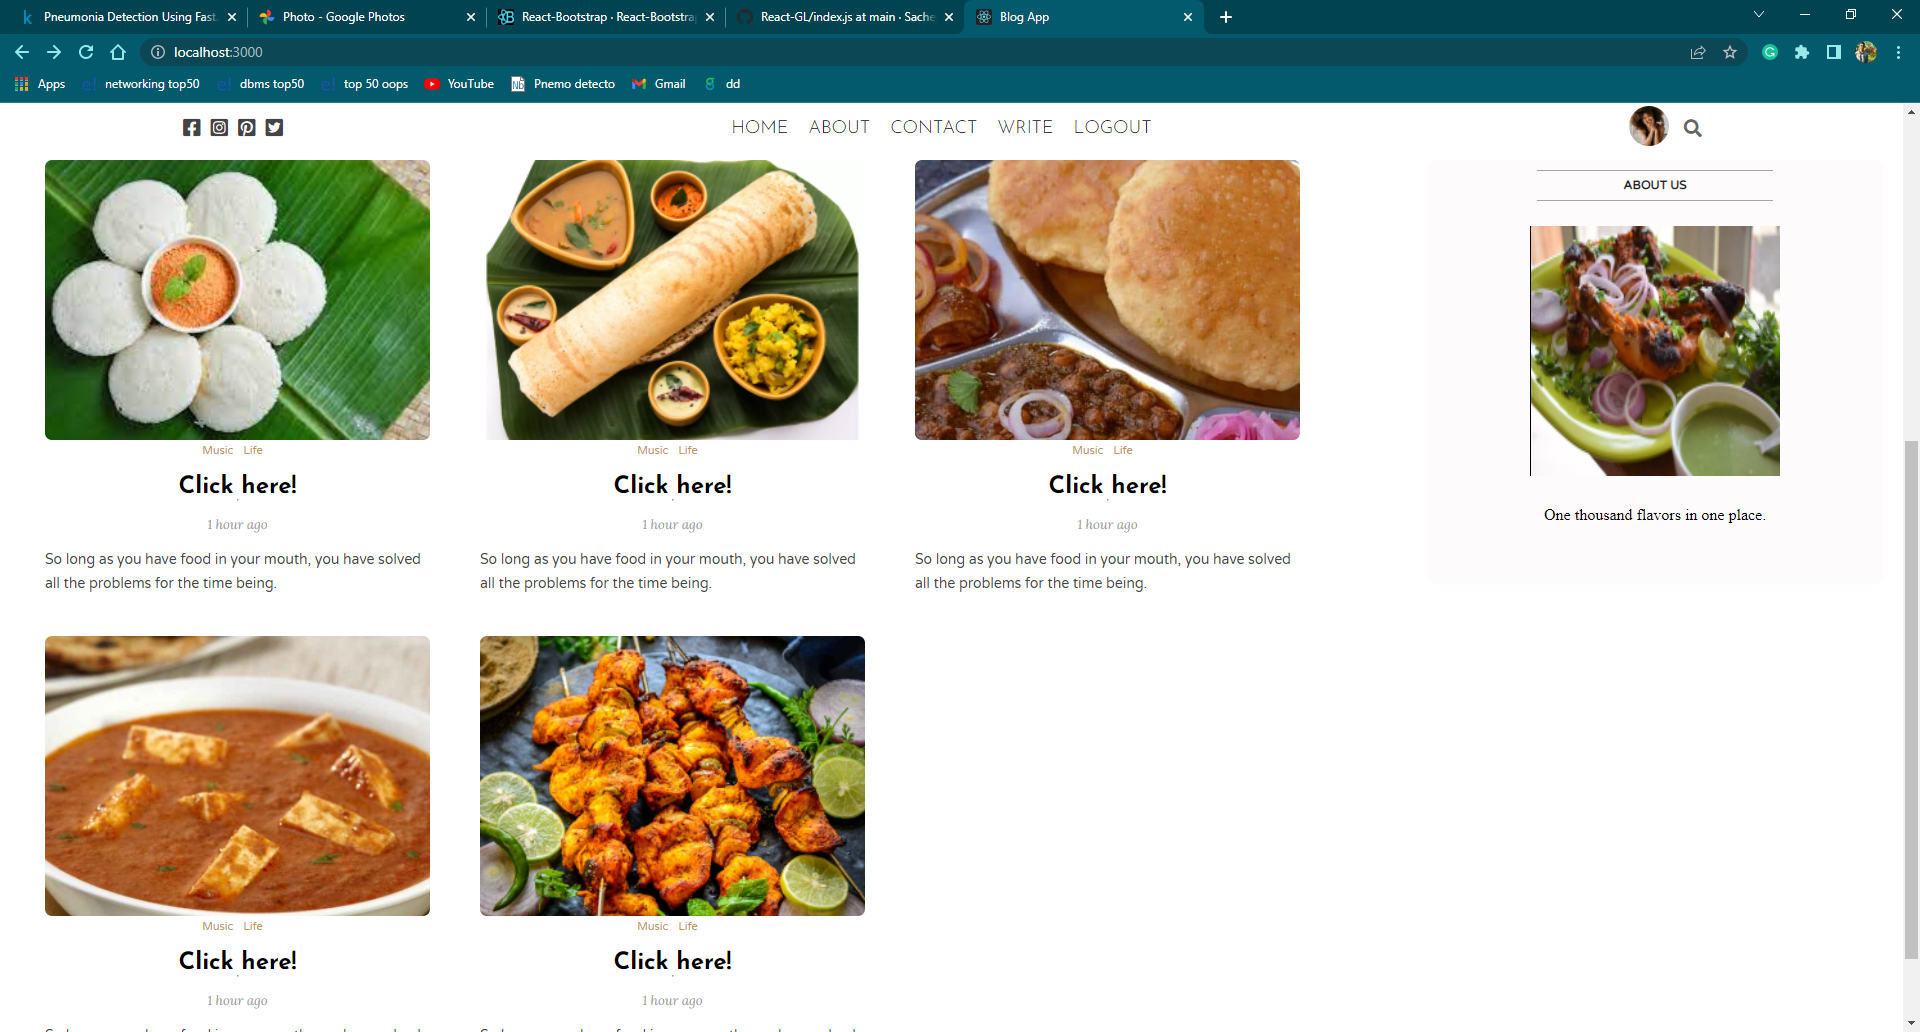 Pneumonia Detection Using Fast
Photo - Google Photos
React-Bootstrap · React-Bootstra
React-GL/index.js at main · Sache
Blog App
localhost:3000
Apps
networking top50
dbms top50
top 50 oops
YouTube
Pnemo detecto
Gmail
dd
HOME ABOUT CONTACT WRITE LOGOUT
Music Life
Click here!
1 hour ago
So long as you have food in your mouth, you have solved
all the problems for the time being.
Music Life
Click here!
1 hour ago
So long as you have food in your mouth, you have solved
all the problems for the time being.
Music Life
Click here!
1 hour ago
So long as you have food in your mouth, you have solved
all the problems for the time being.
ABOUT US
One thousand flavors in one place.
Music Life
Click here!
1 hour ago
Music Life
Click here!
1 hour ago